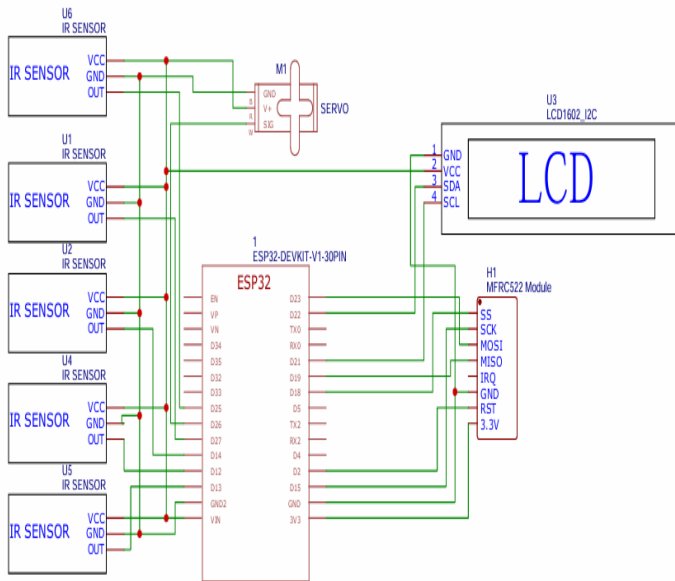 U6
IR SENSOR
IR SENSOR
VCC
GND
OUT
U1
IR SENSOR
IR SENSOR
VCC
GND
OUT
U2
IR SENSOR
IR SENSOR
VCC
GND
OUT
U4
IR SENSOR
IR SENSOR
VCC
GND
OUT
U5
IR SENSOR
IR SENSOR
VCC
GND
OUT
M1
GND
V+
SIG
SERVO
U3
LCD1602_I2C
1 GND
2 VCC
3 SDA
4 SCL
LCD
1
ESP32-DEVKIT-V1-30PIN
ESP32
EN D23
VP D22
VN TX0
D34 RX0
D35 D21
D32 D19
D33 D18
D25 D5
D26 TX2
D27 RX2
D14 D4
D12 D2
D13 D15
GND2 GND
VIN 3V3
H1
MFRC522 Module
SS
SCK
MOSI
MISO
IRQ
GND
RST
3.3V